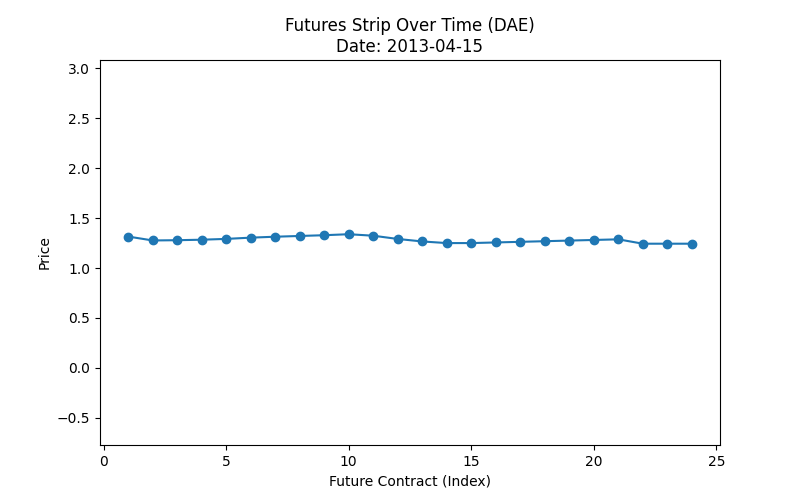 Futures Strip Over Time (DAE)
Date: 2013-04-15
3.0
2.5
2.0
1.5
1.0
0.5
0.0
−0.5
Price
0 5 10 15 20 25
Future Contract (Index)